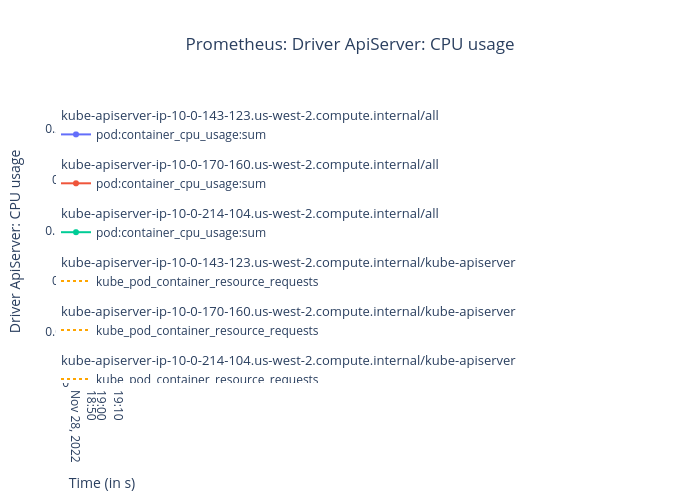 Prometheus: Driver ApiServer: CPU usage
Driver ApiServer: CPU usage
kube-apiserver-ip-10-0-143-123.us-west-2.compute.internal/all
0.
pod:container_cpu_usage:sum
kube-apiserver-ip-10-0-170-160.us-west-2.compute.internal/all
pod:container_cpu_usage:sum
kube-apiserver-ip-10-0-214-104.us-west-2.compute.internal/all
0.
pod:container_cpu_usage:sum
kube-apiserver-ip-10-0-143-123.us-west-2.compute.internal/kube-apiserver
kube_pod_container_resource_requests
kube-apiserver-ip-10-0-170-160.us-west-2.compute.internal/kube-apiserver
0.
kube_pod_container_resource_requests
kube-apiserver-ip-10-0-214-104.us-west-2.compute.internal/kube-apiserver
kube_pod_container_resource_requests
18:50
19:00
19:10
Nov 28, 2022
Time (in s)